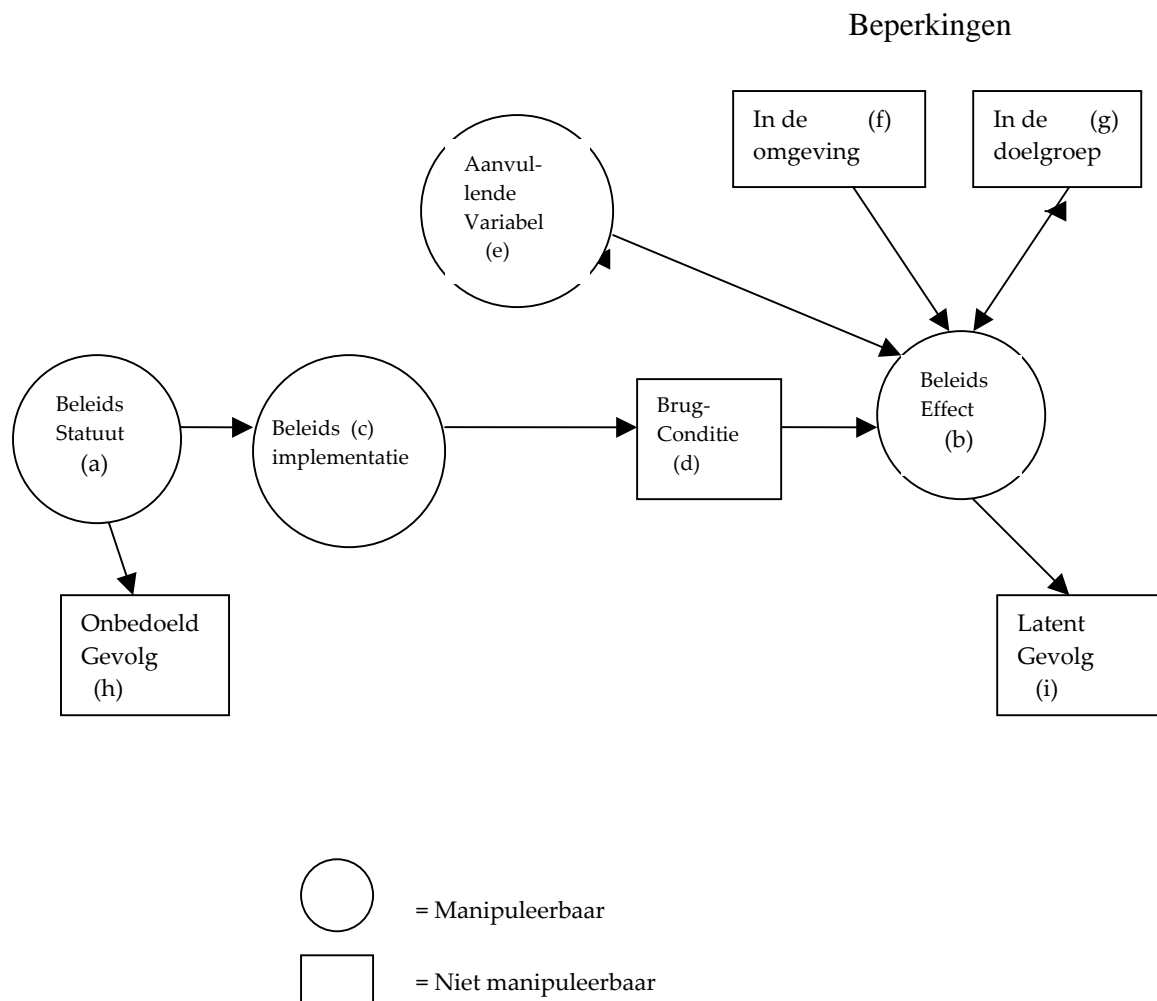 Beperkingen
In de (f)
omgeving
In de (g)
doelgroep
Aanvul-
lende
Variabel
(e)
Beleids
Statuut
(a)
Beleids (c)
implementatie
Brug-
Conditie
(d)
Beleids
Effect
(b)
Onbedoeld
Gevolg
(h)
Latent
Gevolg
(i)
= Manipuleerbaar
= Niet manipuleerbaar